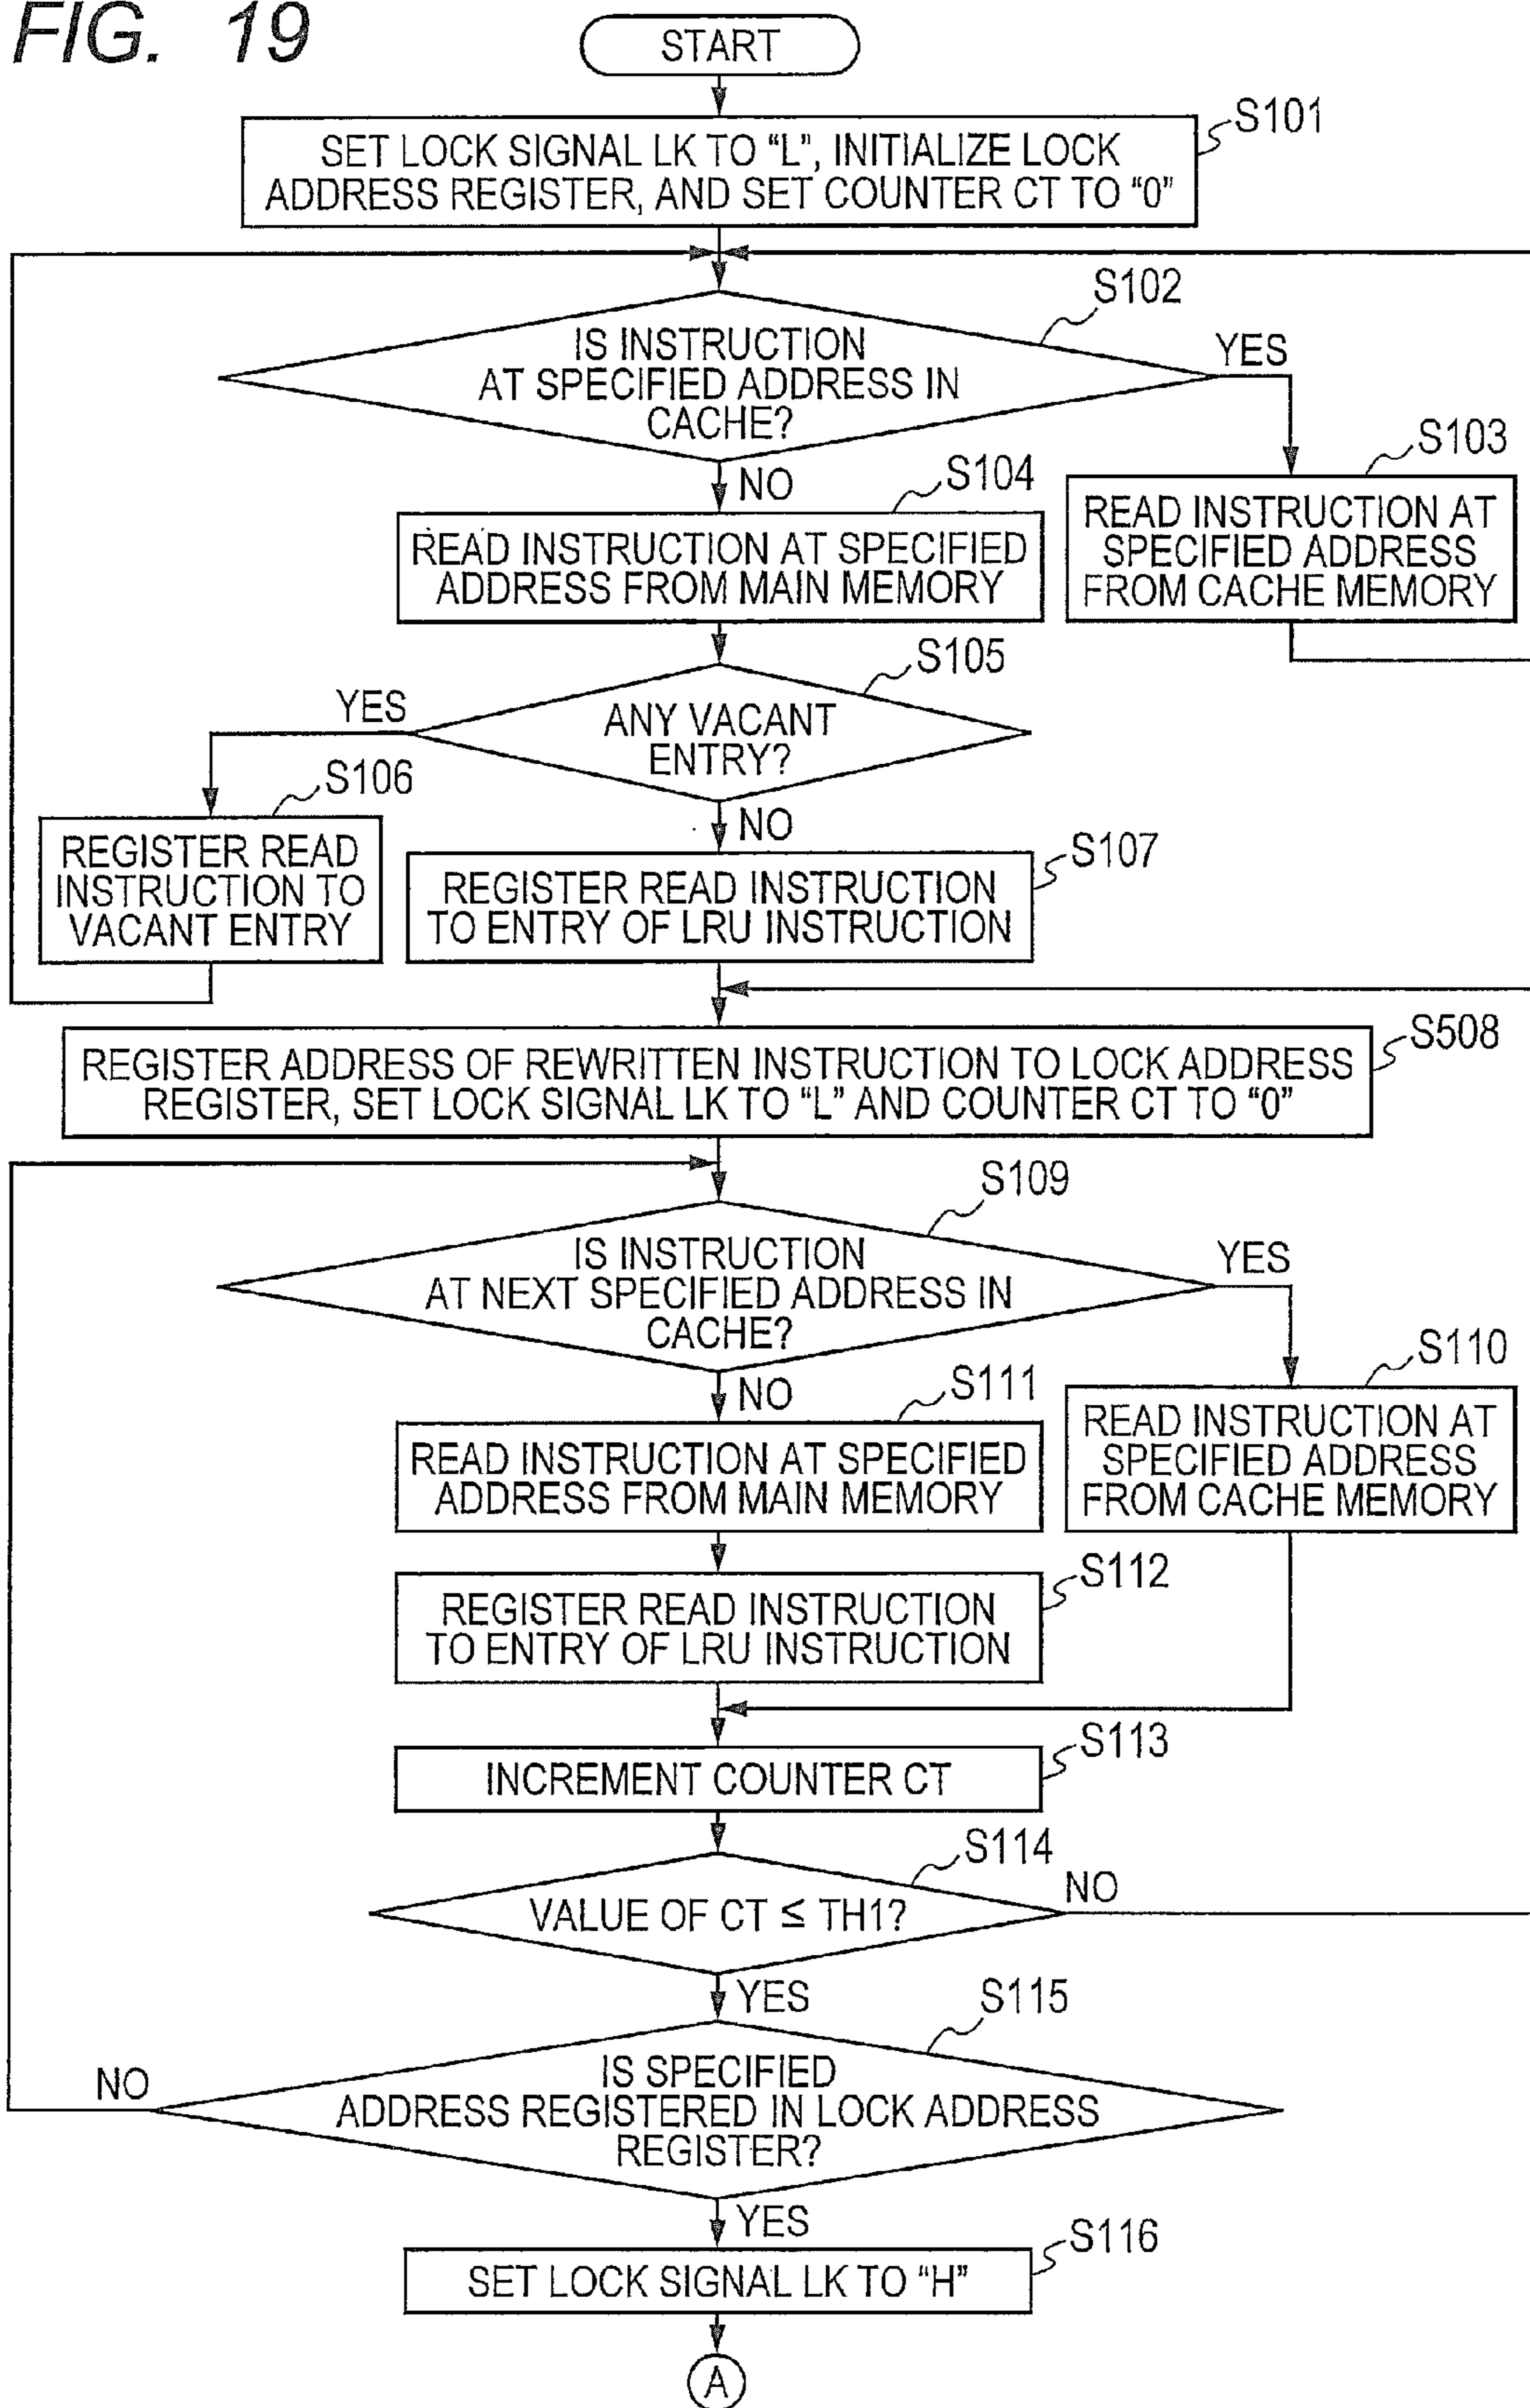 FIG. 19
START
S101
SET LOCK SIGNAL LK TO "L", INITIALIZE LOCK
ADDRESS REGISTER, AND SET COUNTER CT TO "0"
S102
IS INSTRUCTION
AT SPECIFIED ADDRESS IN
CACHE?
YES
NO
S103
READ INSTRUCTION AT
SPECIFIED ADDRESS
FROM CACHE MEMORY
S104
READ INSTRUCTION AT SPECIFIED
ADDRESS FROM MAIN MEMORY
S105
ANY VACANT
ENTRY?
YES
NO
S106
REGISTER READ
INSTRUCTION TO
VACANT ENTRY
S107
REGISTER READ INSTRUCTION
TO ENTRY OF LRU INSTRUCTION
S508
REGISTER ADDRESS OF REWRITTEN INSTRUCTION TO LOCK ADDRESS
REGISTER, SET LOCK SIGNAL LK TO "L" AND COUNTER CT TO "0"
S109
IS INSTRUCTION
AT NEXT SPECIFIED ADDRESS IN
CACHE?
YES
NO
S110
READ INSTRUCTION AT
SPECIFIED ADDRESS
FROM CACHE MEMORY
S111
READ INSTRUCTION AT SPECIFIED
ADDRESS FROM MAIN MEMORY
S112
REGISTER READ INSTRUCTION
TO ENTRY OF LRU INSTRUCTION
S113
INCREMENT COUNTER CT
S114
VALUE OF CT ≤ TH1?
NO
YES
S115
IS SPECIFIED
ADDRESS REGISTERED IN LOCK ADDRESS
REGISTER?
NO
YES
S116
SET LOCK SIGNAL LK TO "H"
A